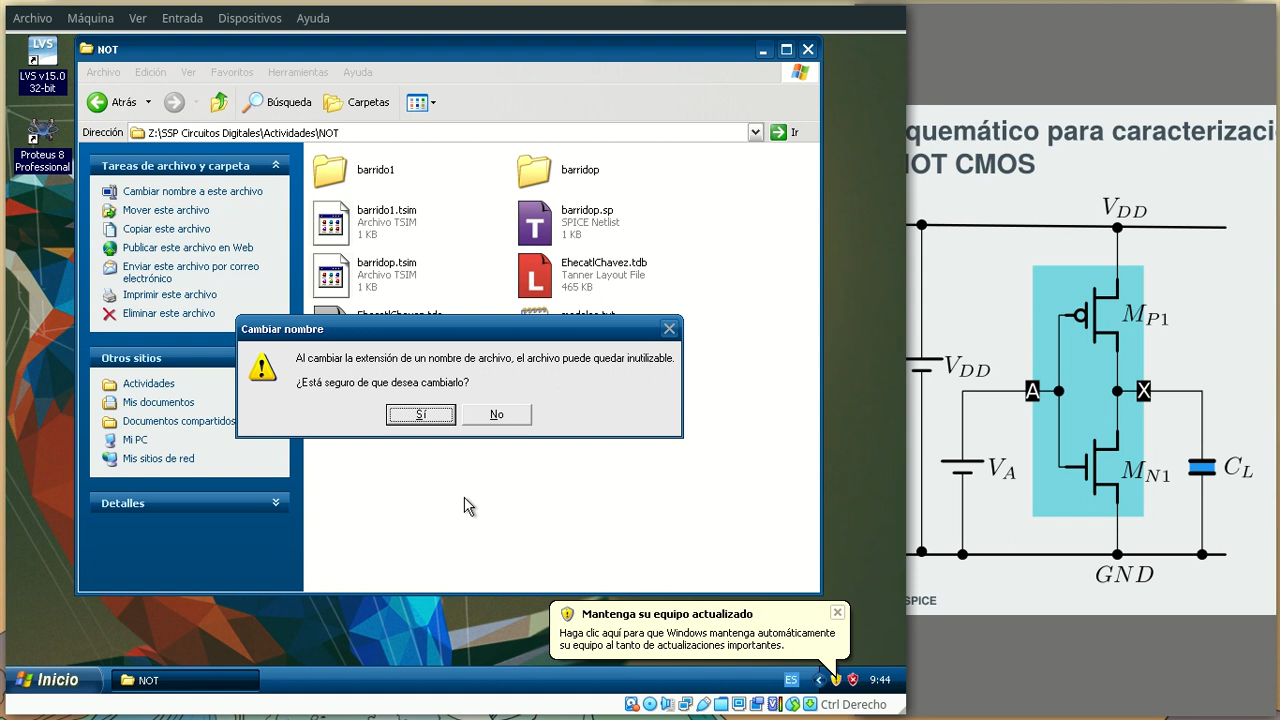 Archivo Máquina Ver Entrada Dispositivos Ayuda
LVS
LVS v15.0
32-bit
Proteus 8
Professional
NOT
Archivo Edición Ver Favoritos Herramientas Ayuda
Atrás Búsqueda Carpetas
Dirección Z:\SSP Circuitos Digitales\Actividades\NOT Ir
Tareas de archivo y carpeta
Cambiar nombre a este archivo
Mover este archivo
Copiar este archivo
Publicar este archivo en Web
Enviar este archivo por correo
electrónico
Imprimir este archivo
Eliminar este archivo
Otros sitios
Actividades
Mis documentos
Documentos compartidos
Mi PC
Mis sitios de red
Detalles
barrido1
barridop
barrido1.tsim
Archivo TSIM
1 KB
T
barridop.sp
SPICE Netlist
1 KB
barridop.tsim
Archivo TSIM
1 KB
L
EhecatlChavez.tdb
Tanner Layout File
465 KB
Cambiar nombre
Al cambiar la extensión de un nombre de archivo, el archivo puede quedar inutilizable.
¿Está seguro de que desea cambiarlo?
Sí No
Mantenga su equipo actualizado
Haga clic aquí para que Windows mantenga automáticamente
su equipo al tanto de actualizaciones importantes.
Inicio NOT ES 9:44
Ctrl Derecho
quemático para caracterizaci
NOT CMOS
VDD
MP1
VDD
A
X
VA
MN1
CL
GND
SPICE